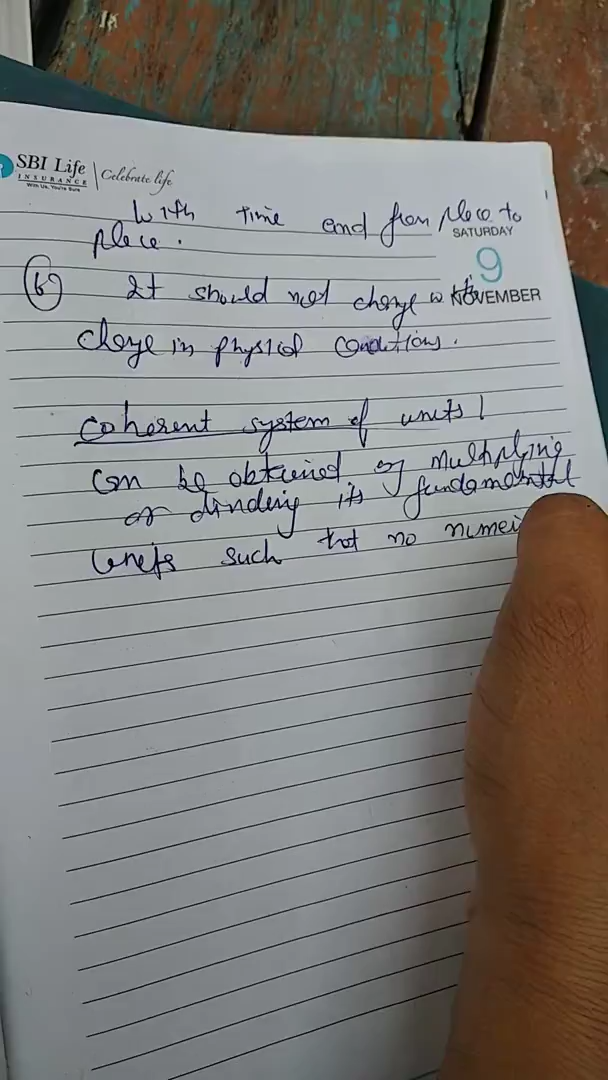 SBI Life
INSURANCE
With Us, You're Sure
Celebrate life
with time and from place to
place.
SATURDAY
9
NOVEMBER
(6) It should not change with
change in physical conditions.
coherent system of units |
can be obtained by multiplying
or dividing its fundamental
units such that no numei